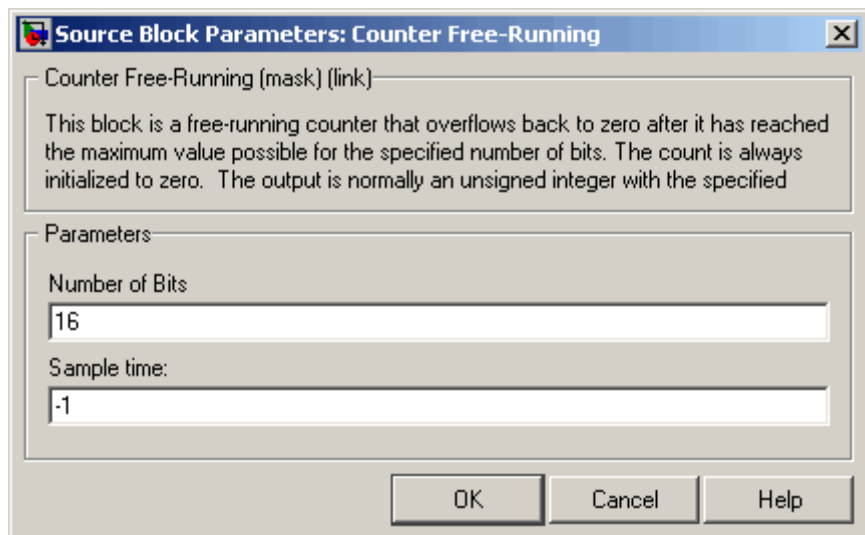 Source Block Parameters: Counter Free-Running
Counter Free-Running (mask) (link)
This block is a free-running counter that overflows back to zero after it has reached
the maximum value possible for the specified number of bits. The count is always
initialized to zero.  The output is normally an unsigned integer with the specified
Parameters
Number of Bits
16
Sample time:
-1
OK
Cancel
Help